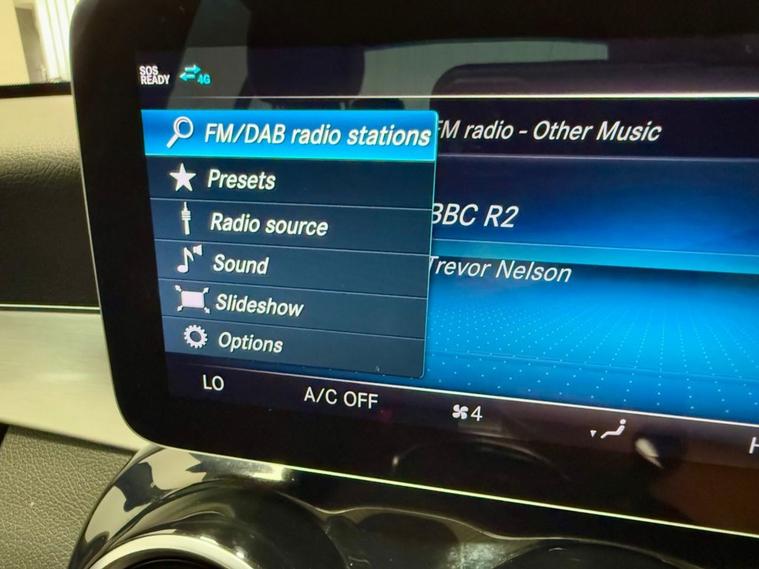 SOS
READY
4G
FM/DAB radio stations
FM radio - Other Music
Presets
Radio source
BBC R2
Sound
Trevor Nelson
Slideshow
Options
LO
A/C OFF
4